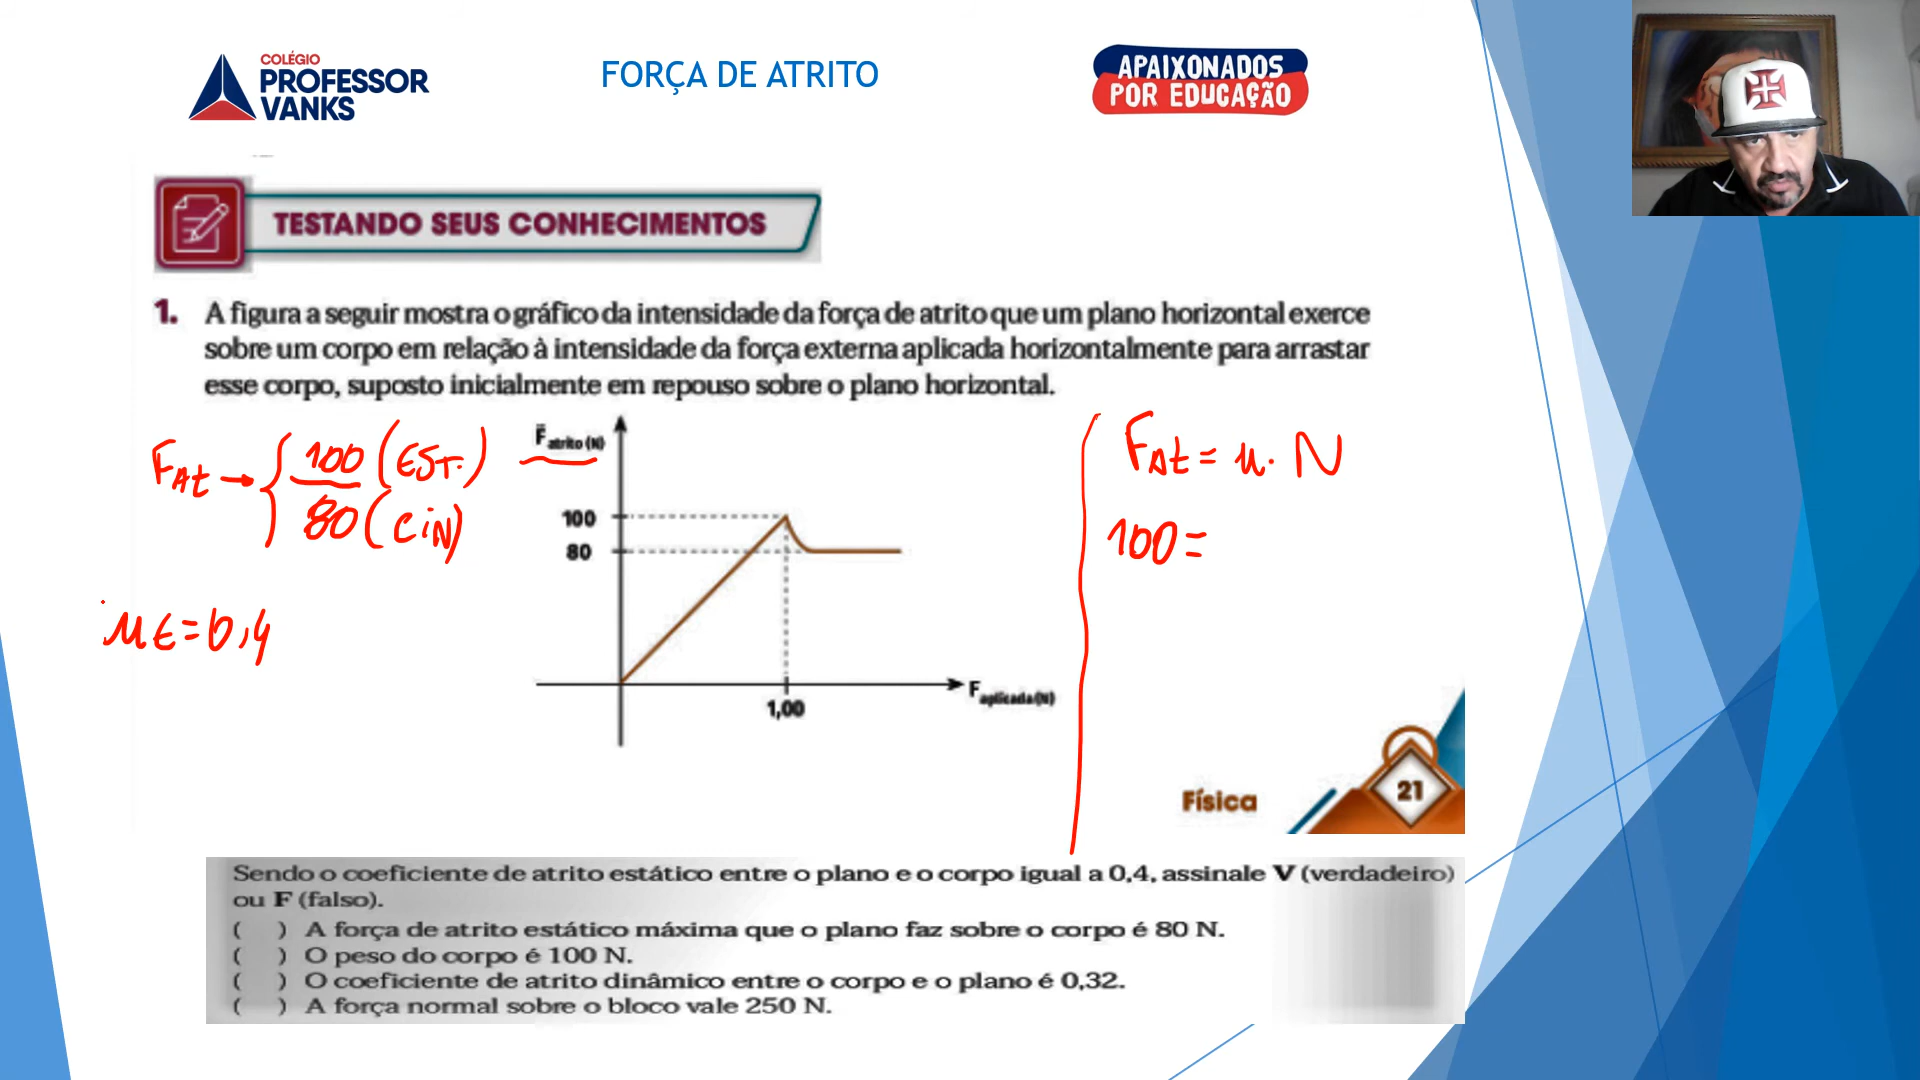 COLÉGIO
PROFESSOR
VANKS
FORÇA DE ATRITO
APAIXONADOS
POR EDUCAÇÃO
TESTANDO SEUS CONHECIMENTOS
1. A figura a seguir mostra o gráfico da intensidade da força de atrito que um plano horizontal exerce
sobre um corpo em relação à intensidade da força externa aplicada horizontalmente para arrastar
esse corpo, suposto inicialmente em repouso sobre o plano horizontal.
FAt → { 100 (EST.)
80 (CiN)
μE = 0,4
F atrito (N)
100
80
1,00
F aplicada (N)
FAt = μ. N
100 =
Física
21
Sendo o coeficiente de atrito estático entre o plano e o corpo igual a 0,4, assinale V (verdadeiro)
ou F (falso).
( ) A força de atrito estático máxima que o plano faz sobre o corpo é 80 N.
( ) O peso do corpo é 100 N.
( ) O coeficiente de atrito dinâmico entre o corpo e o plano é 0,32.
( ) A força normal sobre o bloco vale 250 N.